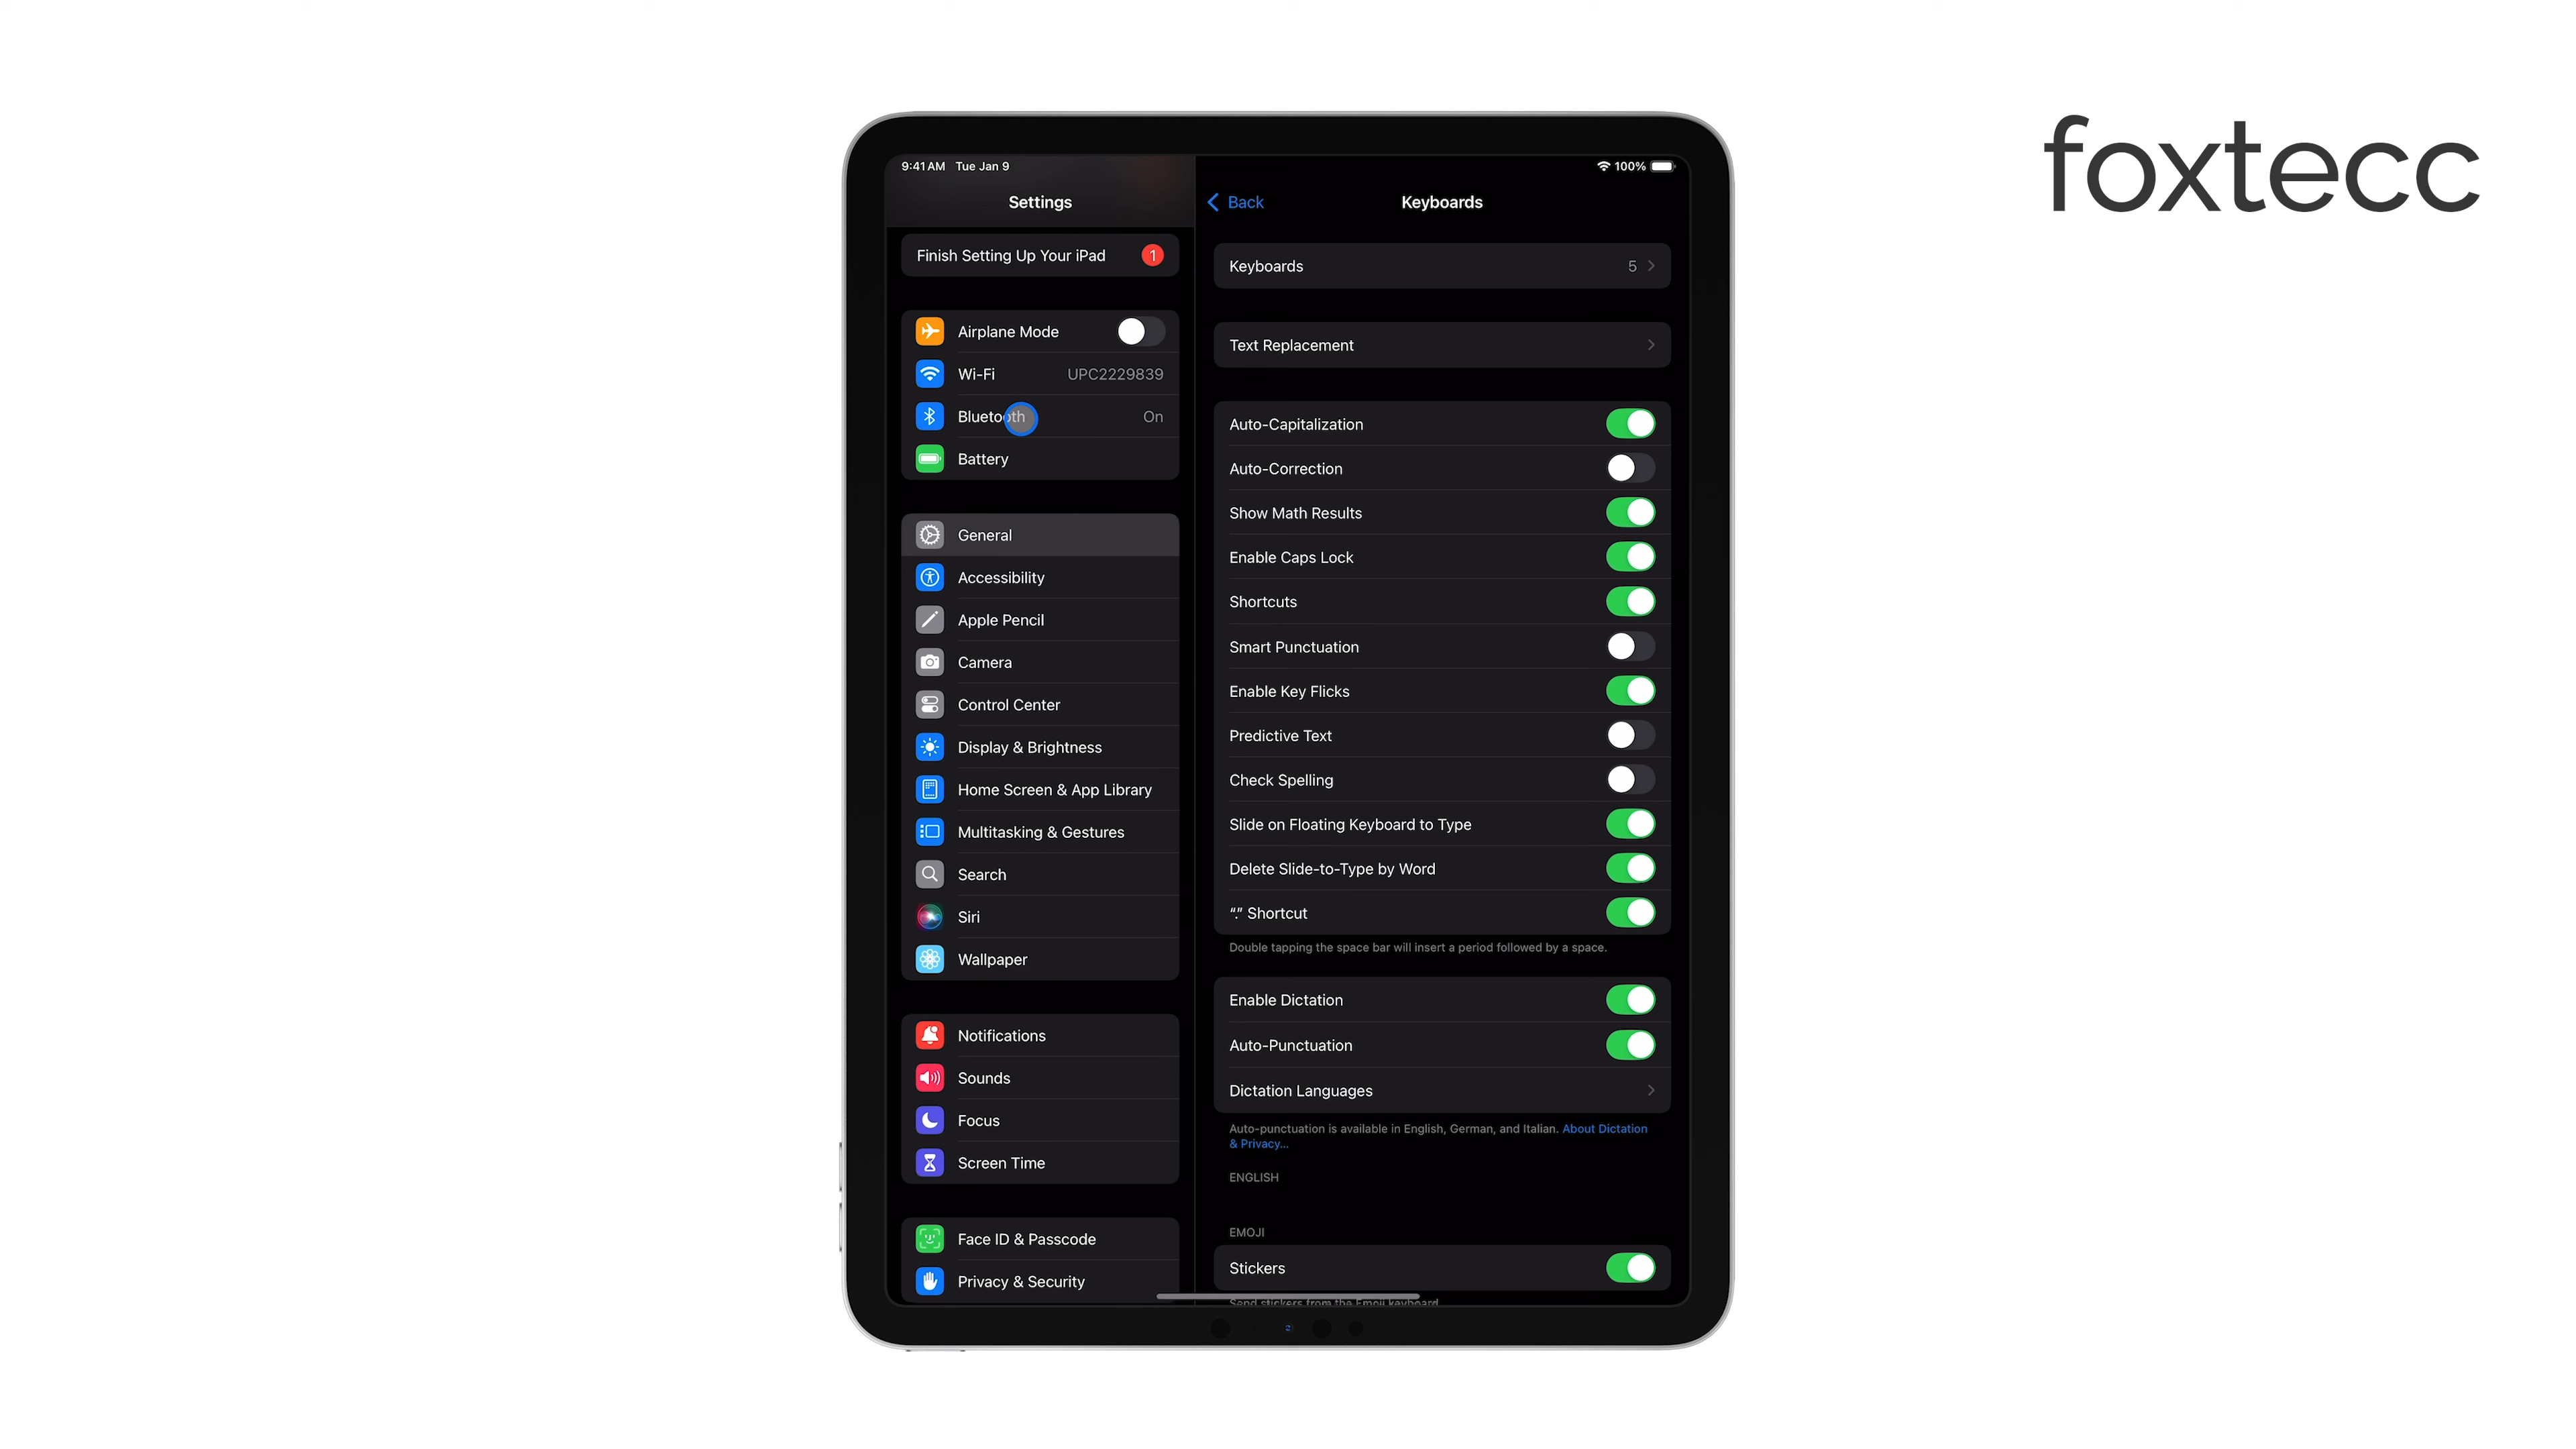 foxtecc
9:41 AM Tue Jan 9
100%
Settings
Finish Setting Up Your iPad 1
Airplane Mode
Wi-Fi UPC2229839
Bluetooth On
Battery
General
Accessibility
Apple Pencil
Camera
Control Center
Display & Brightness
Home Screen & App Library
Multitasking & Gestures
Search
Siri
Wallpaper
Notifications
Sounds
Focus
Screen Time
Face ID & Passcode
Privacy & Security
Back
Keyboards
Keyboards 5
Text Replacement
Auto-Capitalization
Auto-Correction
Show Math Results
Enable Caps Lock
Shortcuts
Smart Punctuation
Enable Key Flicks
Predictive Text
Check Spelling
Slide on Floating Keyboard to Type
Delete Slide-to-Type by Word
“.” Shortcut
Double tapping the space bar will insert a period followed by a space.
Enable Dictation
Auto-Punctuation
Dictation Languages
Auto-punctuation is available in English, German, and Italian. About Dictation
& Privacy...
ENGLISH
EMOJI
Stickers
Send stickers from the Emoji keyboard